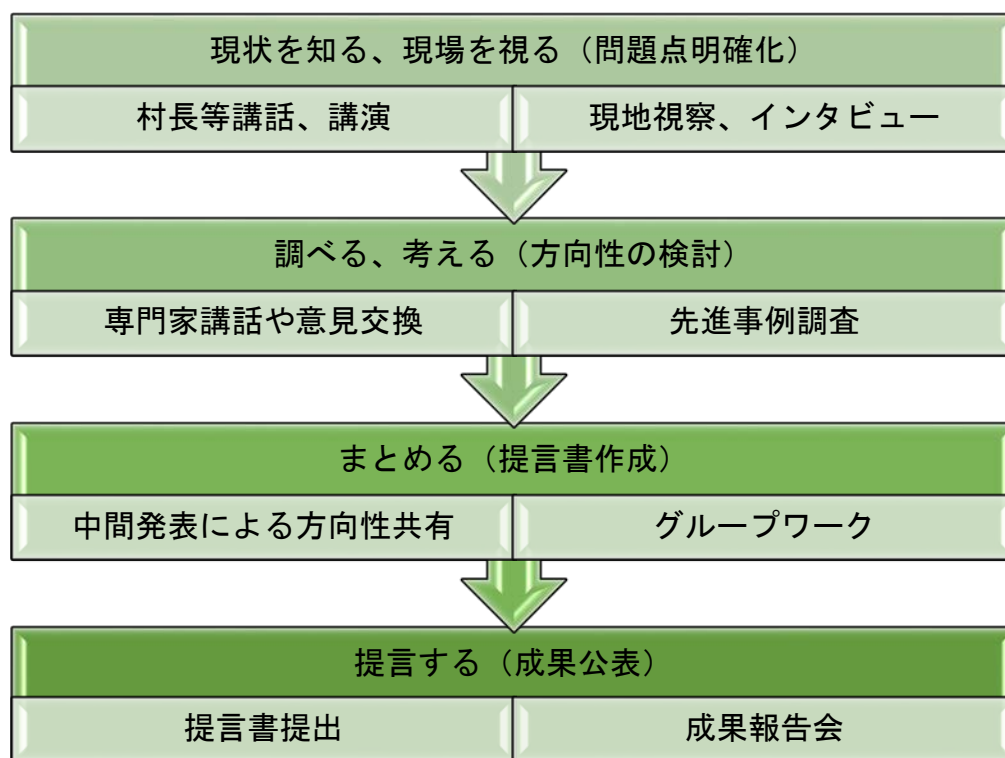 現状を知る、現場を視る（問題点明確化）
村長等講話、講演
現地視察、インタビュー
調べる、考える（方向性の検討）
専門家講話や意見交換
先進事例調査
まとめる（提言書作成）
中間発表による方向性共有
グループワーク
提言する（成果公表）
提言書提出
成果報告会